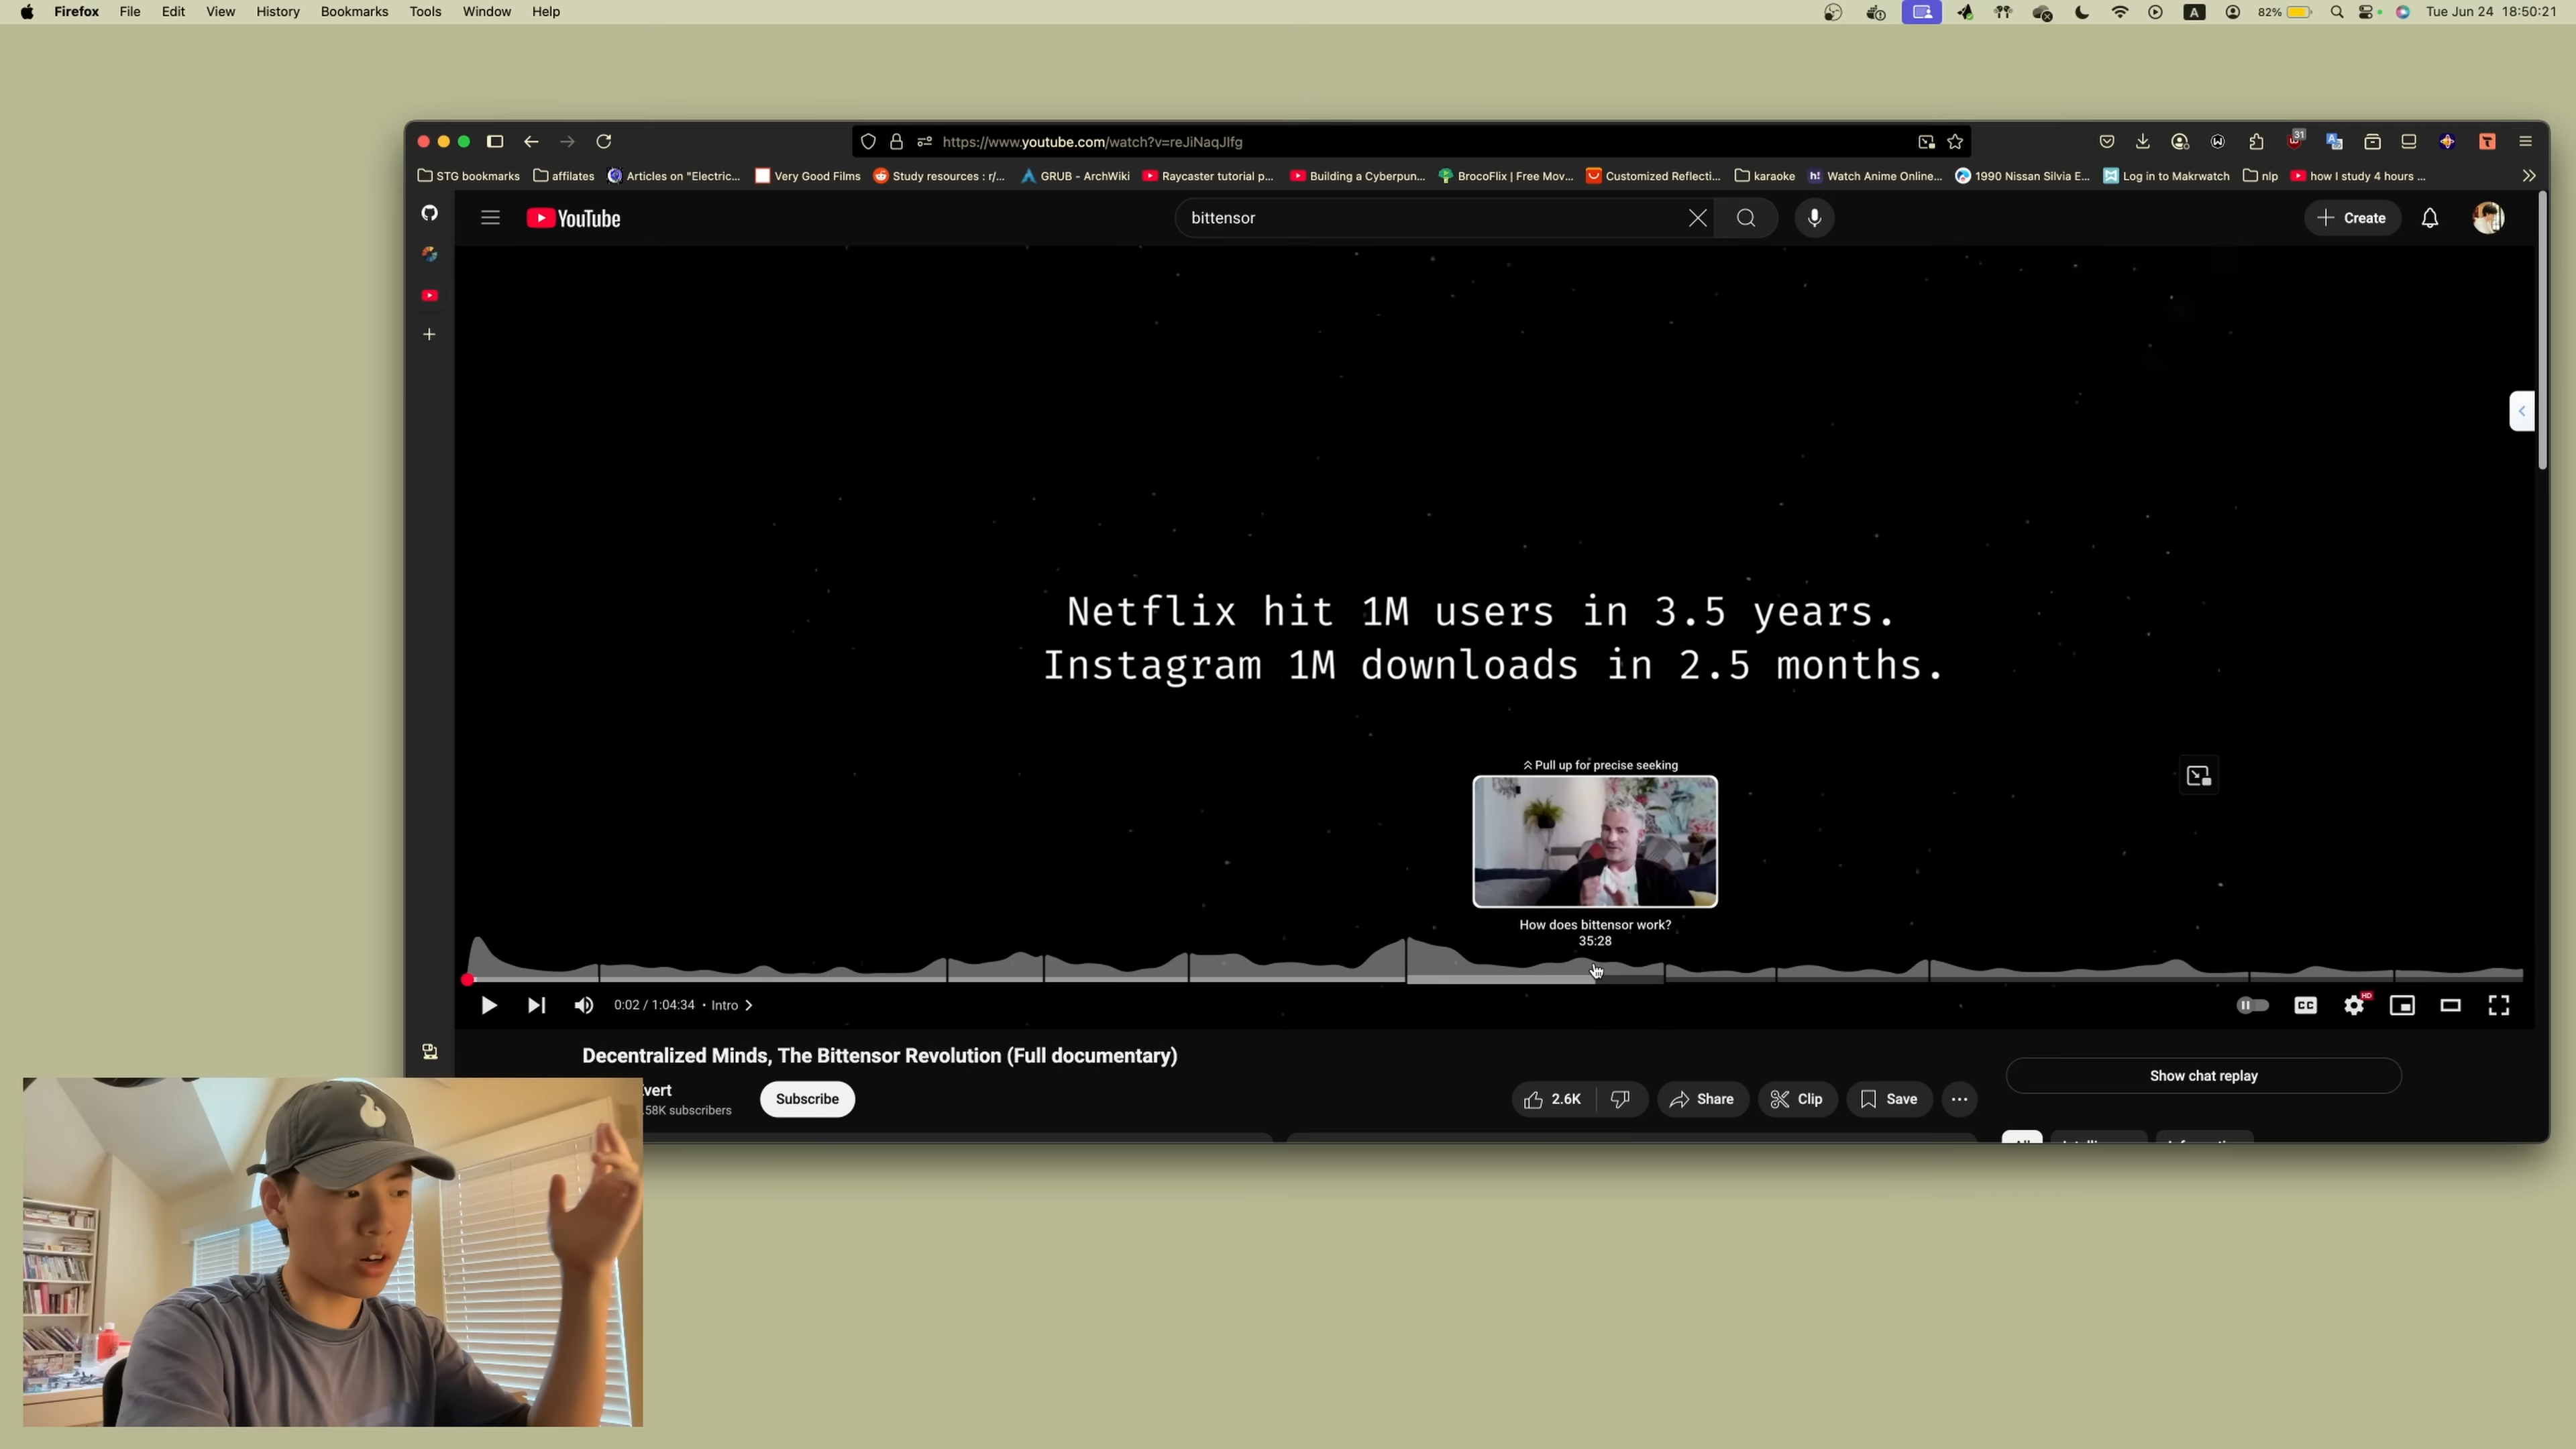 Firefox File Edit View History Bookmarks Tools Window Help
A 82% Tue Jun 24 18:50:21
https://www.youtube.com/watch?v=reJiNaqJlfg
31
STG bookmarks affilates Articles on "Electric... Very Good Films Study resources : r/... GRUB - ArchWiki Raycaster tutorial p... Building a Cyberpun... BrocoFlix | Free Mov... Customized Reflecti... karaoke Watch Anime Online... 1990 Nissan Silvia E... Log in to Makrwatch nlp how I study 4 hours ...
YouTube bittensor Create
Netflix hit 1M users in 3.5 years.
Instagram 1M downloads in 2.5 months.
Pull up for precise seeking
How does bittensor work?
35:28
0:02 / 1:04:34 • Intro
CC HD
Decentralized Minds, The Bittensor Revolution (Full documentary)
Show chat replay
vert
.58K subscribers
Subscribe 2.6K Share Clip Save